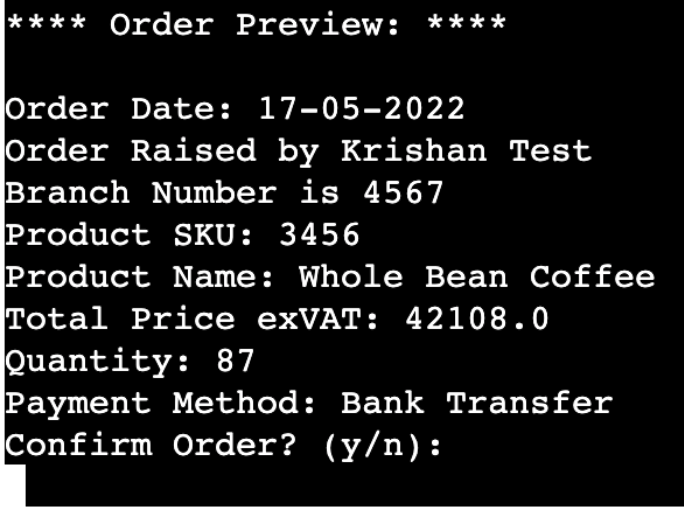 **** Order Preview: ****
Order Date: 17-05-2022
Order Raised by Krishan Test
Branch Number is 4567
Product SKU: 3456
Product Name: Whole Bean Coffee
Total Price exVAT: 42108.0
Quantity: 87
Payment Method: Bank Transfer
Confirm Order? (y/n):